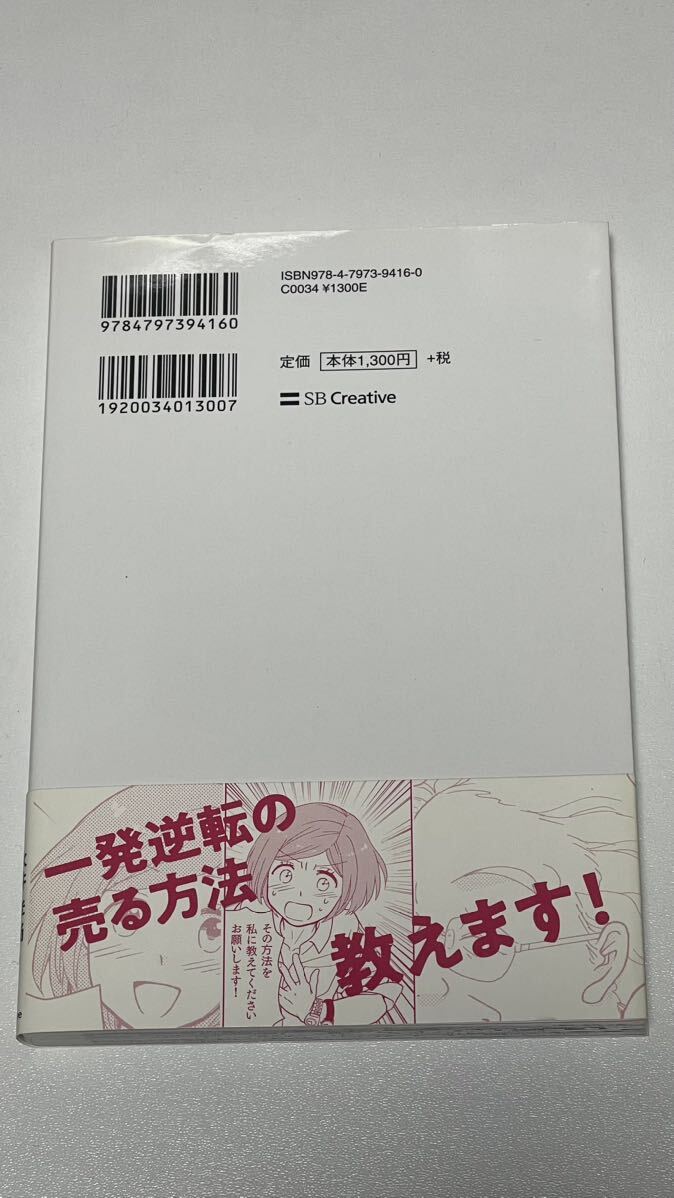 ISBN978-4-7973-9416-0
C0034 ¥1300E
9784797394160
定価 本体1,300円 +税
1920034013007
SB Creative
一発逆転の
売る方法
教えます!
その方法を
私に教えてください
お願いします!
e